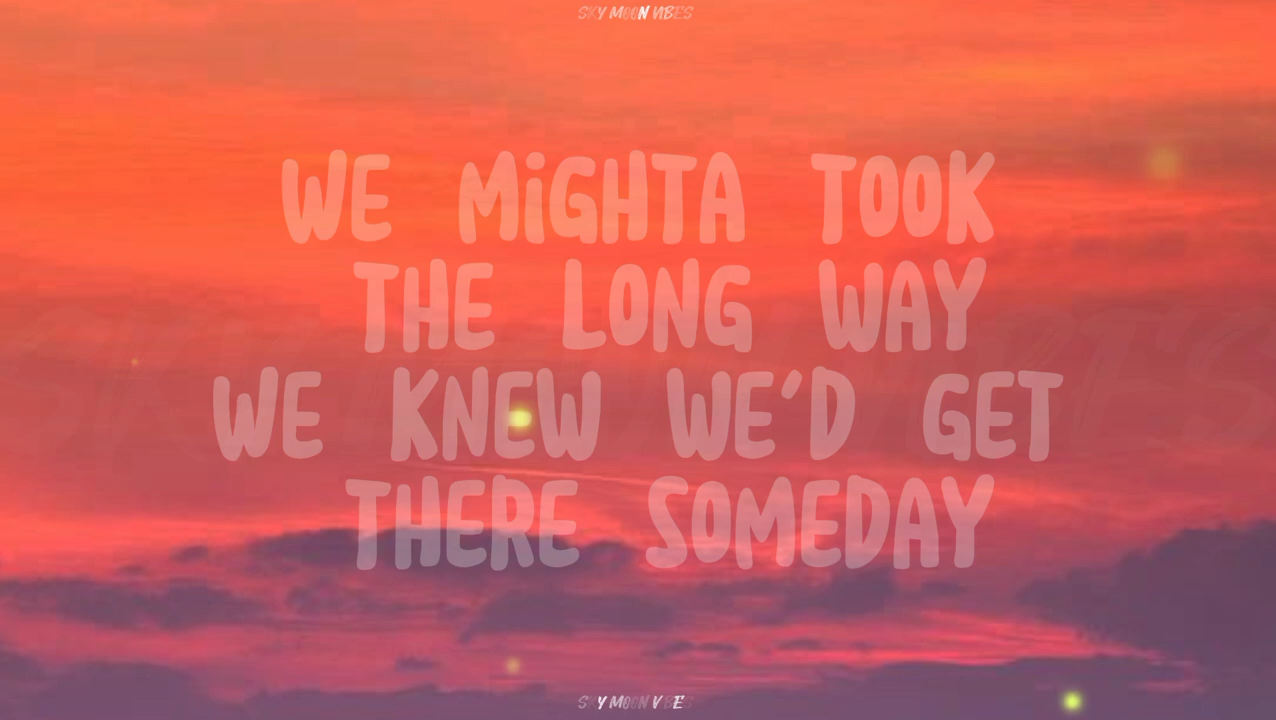 SKY MOON VIBES
WE MiGHTA TOOK
THE LONG WAY
WE KNEW WE'D GET
THERE SOMEDAY
SKY MOON VIBES